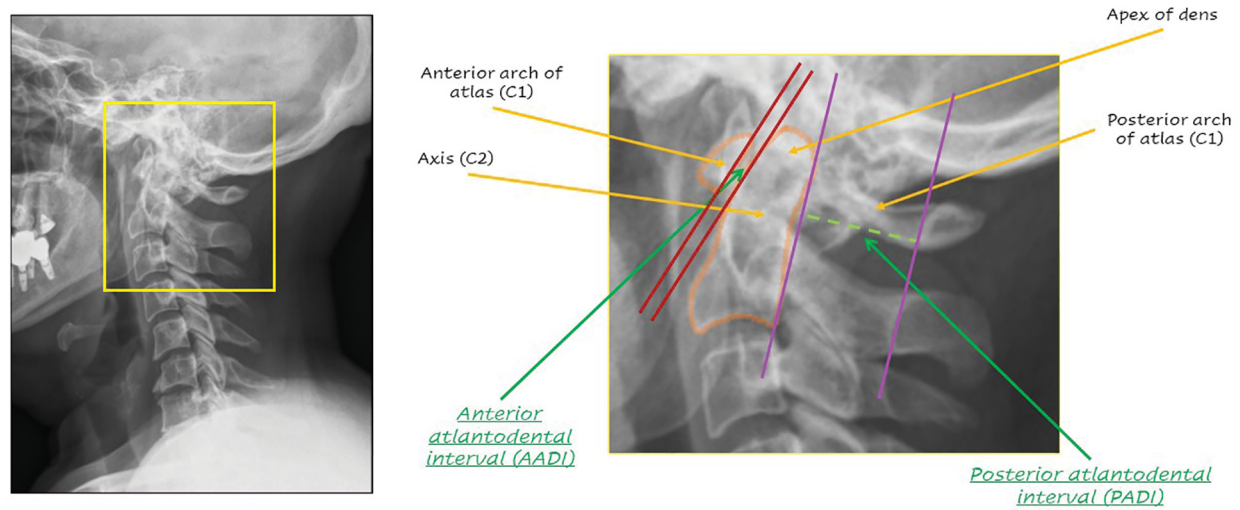 Apex of dens
Anterior arch of
atlas (C1)
Posterior arch
of atlas (C1)
Axis (C2)
Anterior
atlantodental
interval (AADI)
Posterior atlantodental
interval (PADI)